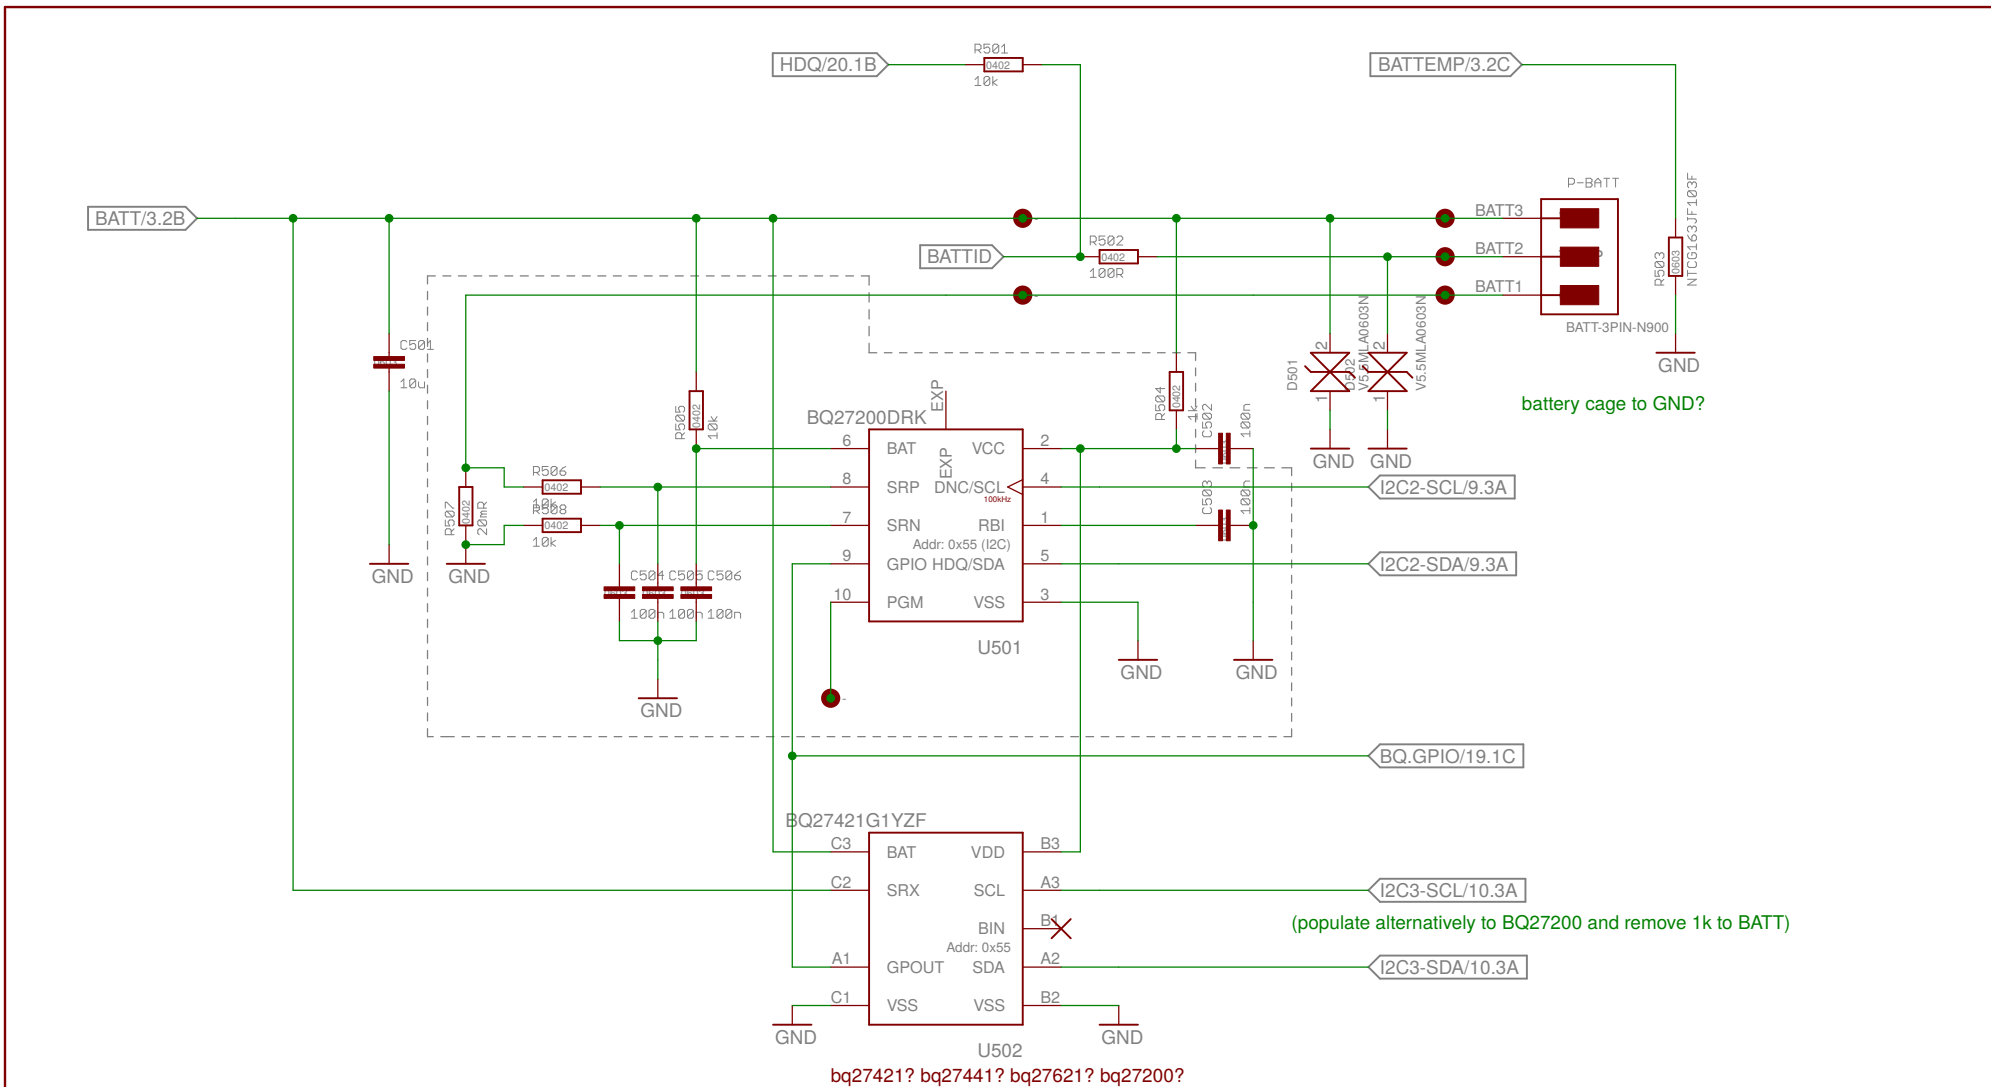 R501
HDQ/20.1B
0402
10k
BATTEMP/3.2C
P-BATT
NTCG163JF103F
R503
0603
BATT/3.2B
BATT3
BATTID
R502
0402
100R
BATT2
BATT1
BATT-3PIN-N900
GND
battery cage to GND?
C501
10u
GND
D501
2
1
V5.5MLA0603N
GND
D502
2
1
V5.5MLA0603N
GND
R505
0402
10k
R504
0402
1k
C502
100n
C503
100n
BQ27200DRK
EXP
EXP
6
BAT
VCC
2
8
SRP
DNC/SCL
4
100kHz
7
SRN
RBI
1
Addr: 0x55 (I2C)
9
GPIO
HDQ/SDA
5
10
PGM
VSS
3
U501
I2C2-SCL/9.3A
I2C2-SDA/9.3A
R506
0402
10k
R508
0402
10k
R507
0402
20mR
GND
C504
C505
C506
100n
100n
100n
GND
GND
GND
BQ.GPIO/19.1C
BQ27421G1YZF
C3
BAT
VDD
B3
C2
SRX
SCL
A3
I2C3-SCL/10.3A
BIN
B1
(populate alternatively to BQ27200 and remove 1k to BATT)
Addr: 0x55
A1
GPOUT
SDA
A2
I2C3-SDA/10.3A
C1
VSS
VSS
B2
GND
GND
U502
bq27421? bq27441? bq27621? bq27200?